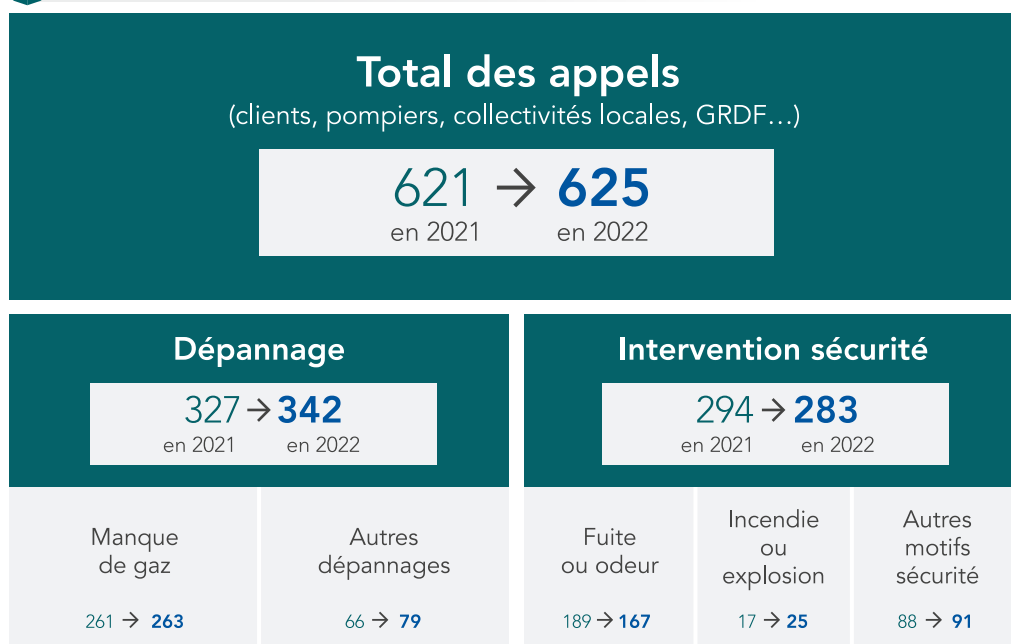 Total des appels
(clients, pompiers, collectivités locales, GRDF…)
621 → 625
en 2021 en 2022
Dépannage
327 → 342
en 2021 en 2022
Manque
de gaz
261 → 263
Autres
dépannages
66 → 79
Intervention sécurité
294 → 283
en 2021 en 2022
Fuite
ou odeur
189 → 167
Incendie
ou
explosion
17 → 25
Autres
motifs
sécurité
88 → 91